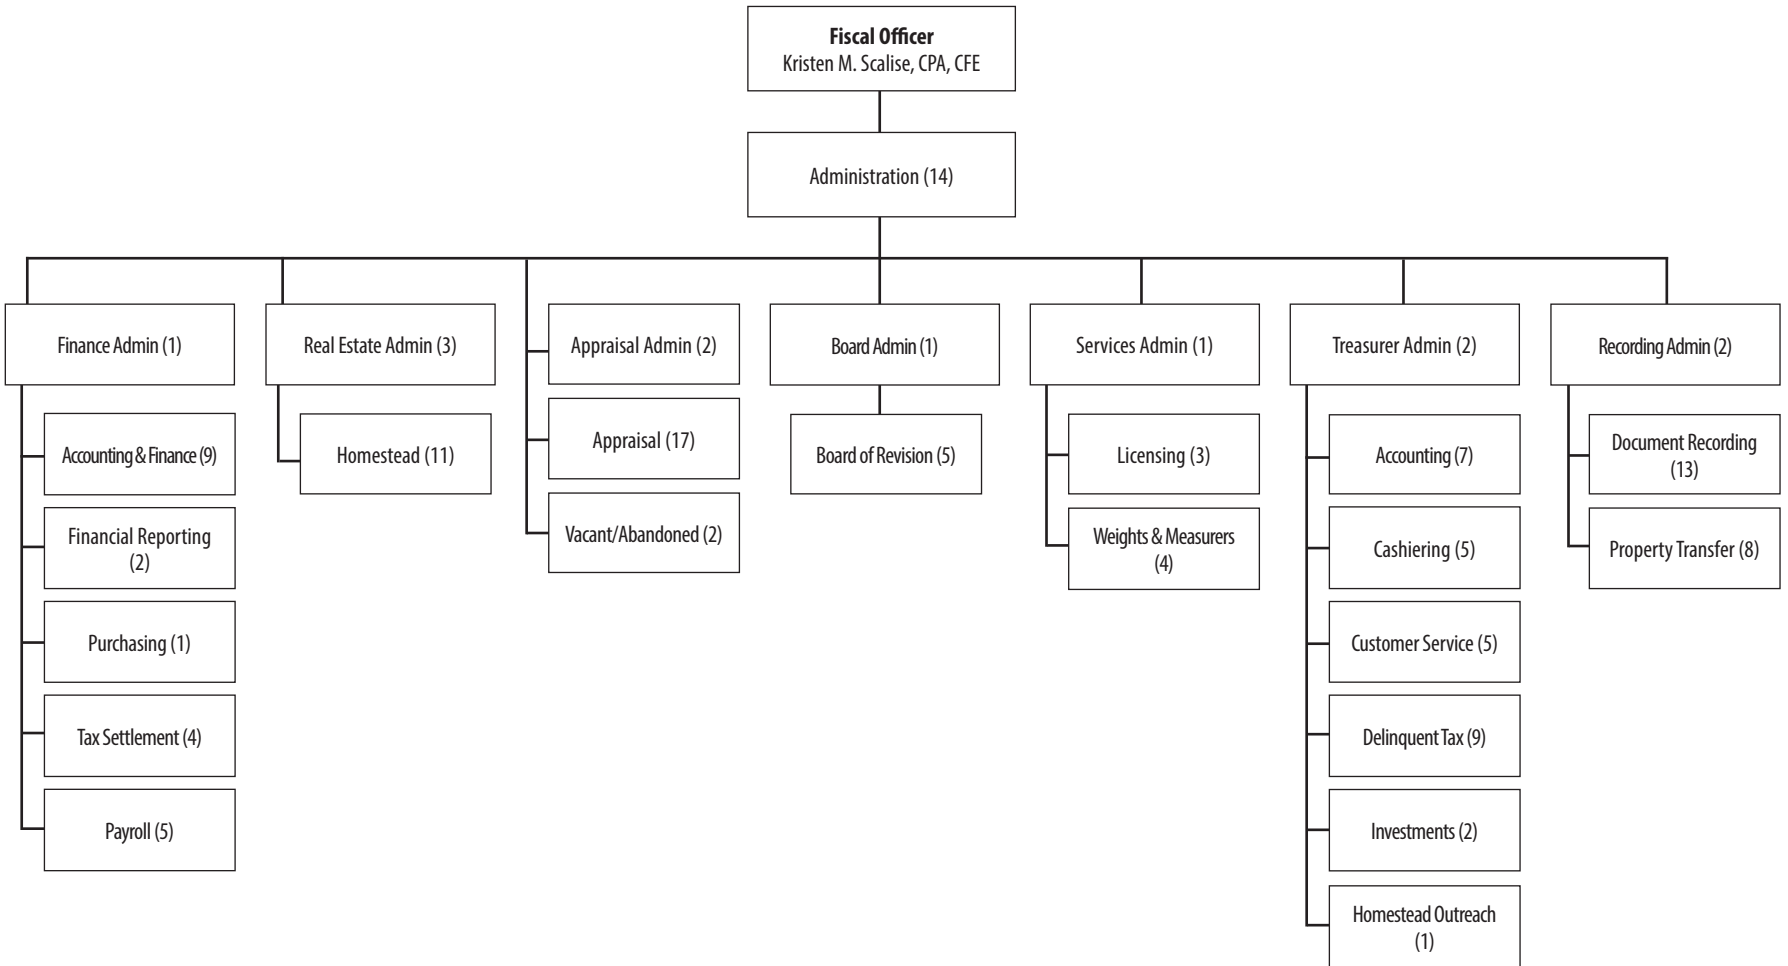 Fiscal Officer
Kristen M. Scalise, CPA, CFE
Administration (14)
Finance Admin (1)
Real Estate Admin (3)
Appraisal Admin (2)
Board Admin (1)
Services Admin (1)
Treasurer Admin (2)
Recording Admin (2)
Accounting & Finance (9)
Financial Reporting
(2)
Purchasing (1)
Tax Settlement (4)
Payroll (5)
Homestead (11)
Appraisal (17)
Vacant/Abandoned (2)
Board of Revision (5)
Licensing (3)
Weights & Measurers
(4)
Accounting (7)
Cashiering (5)
Customer Service (5)
Delinquent Tax (9)
Investments (2)
Homestead Outreach
(1)
Document Recording
(13)
Property Transfer (8)